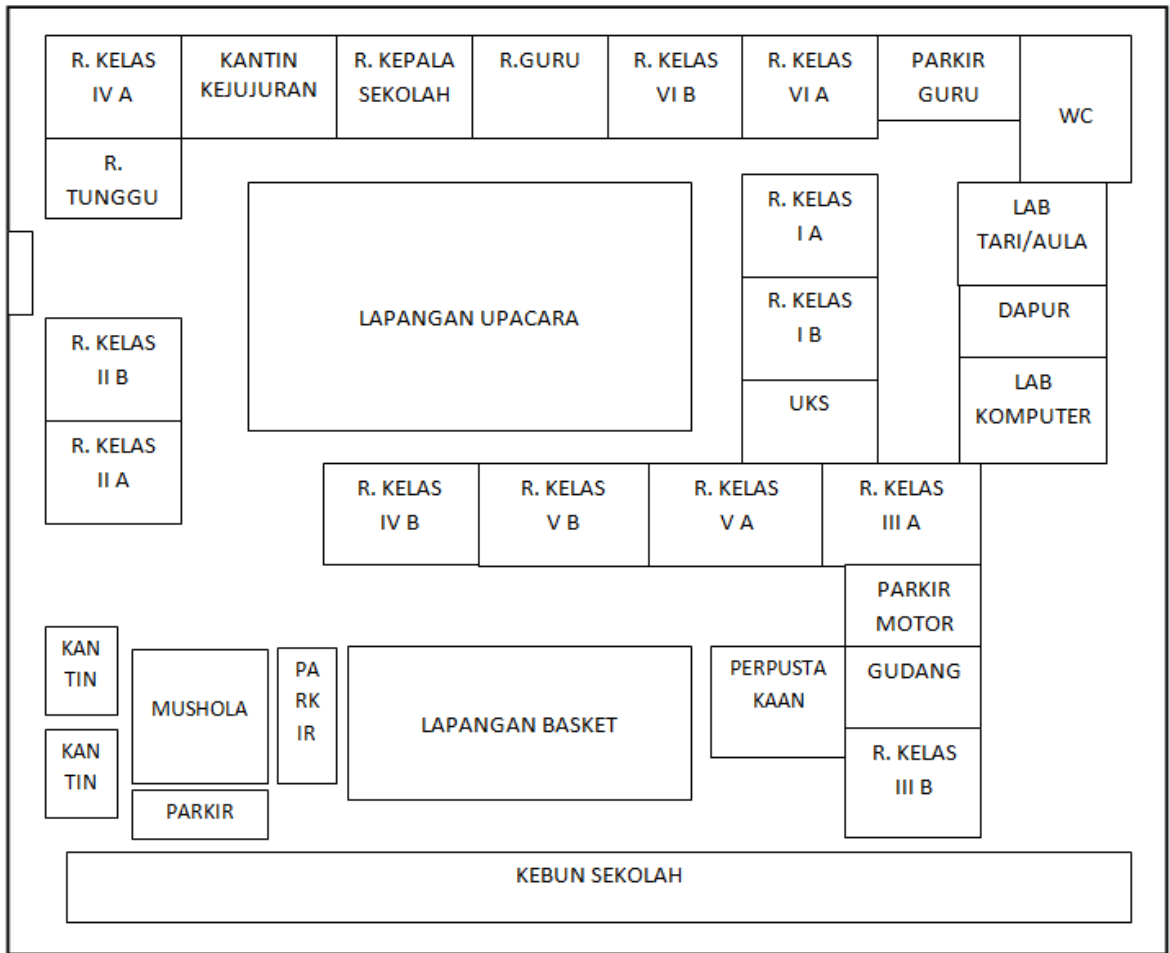 R. KELAS
IV A
KANTIN
KEJUJURAN
R. KEPALA
SEKOLAH
R.GURU
R. KELAS
VI B
R. KELAS
VI A
PARKIR
GURU
WC
R.
TUNGGU
LAPANGAN UPACARA
R. KELAS
I A
R. KELAS
I B
UKS
LAB
TARI/AULA
DAPUR
LAB
KOMPUTER
R. KELAS
II B
R. KELAS
II A
R. KELAS
IV B
R. KELAS
V B
R. KELAS
V A
R. KELAS
III A
PARKIR
MOTOR
KAN
TIN
MUSHOLA
PA
RK
IR
LAPANGAN BASKET
PERPUSTA
KAAN
GUDANG
KAN
TIN
PARKIR
R. KELAS
III B
KEBUN SEKOLAH